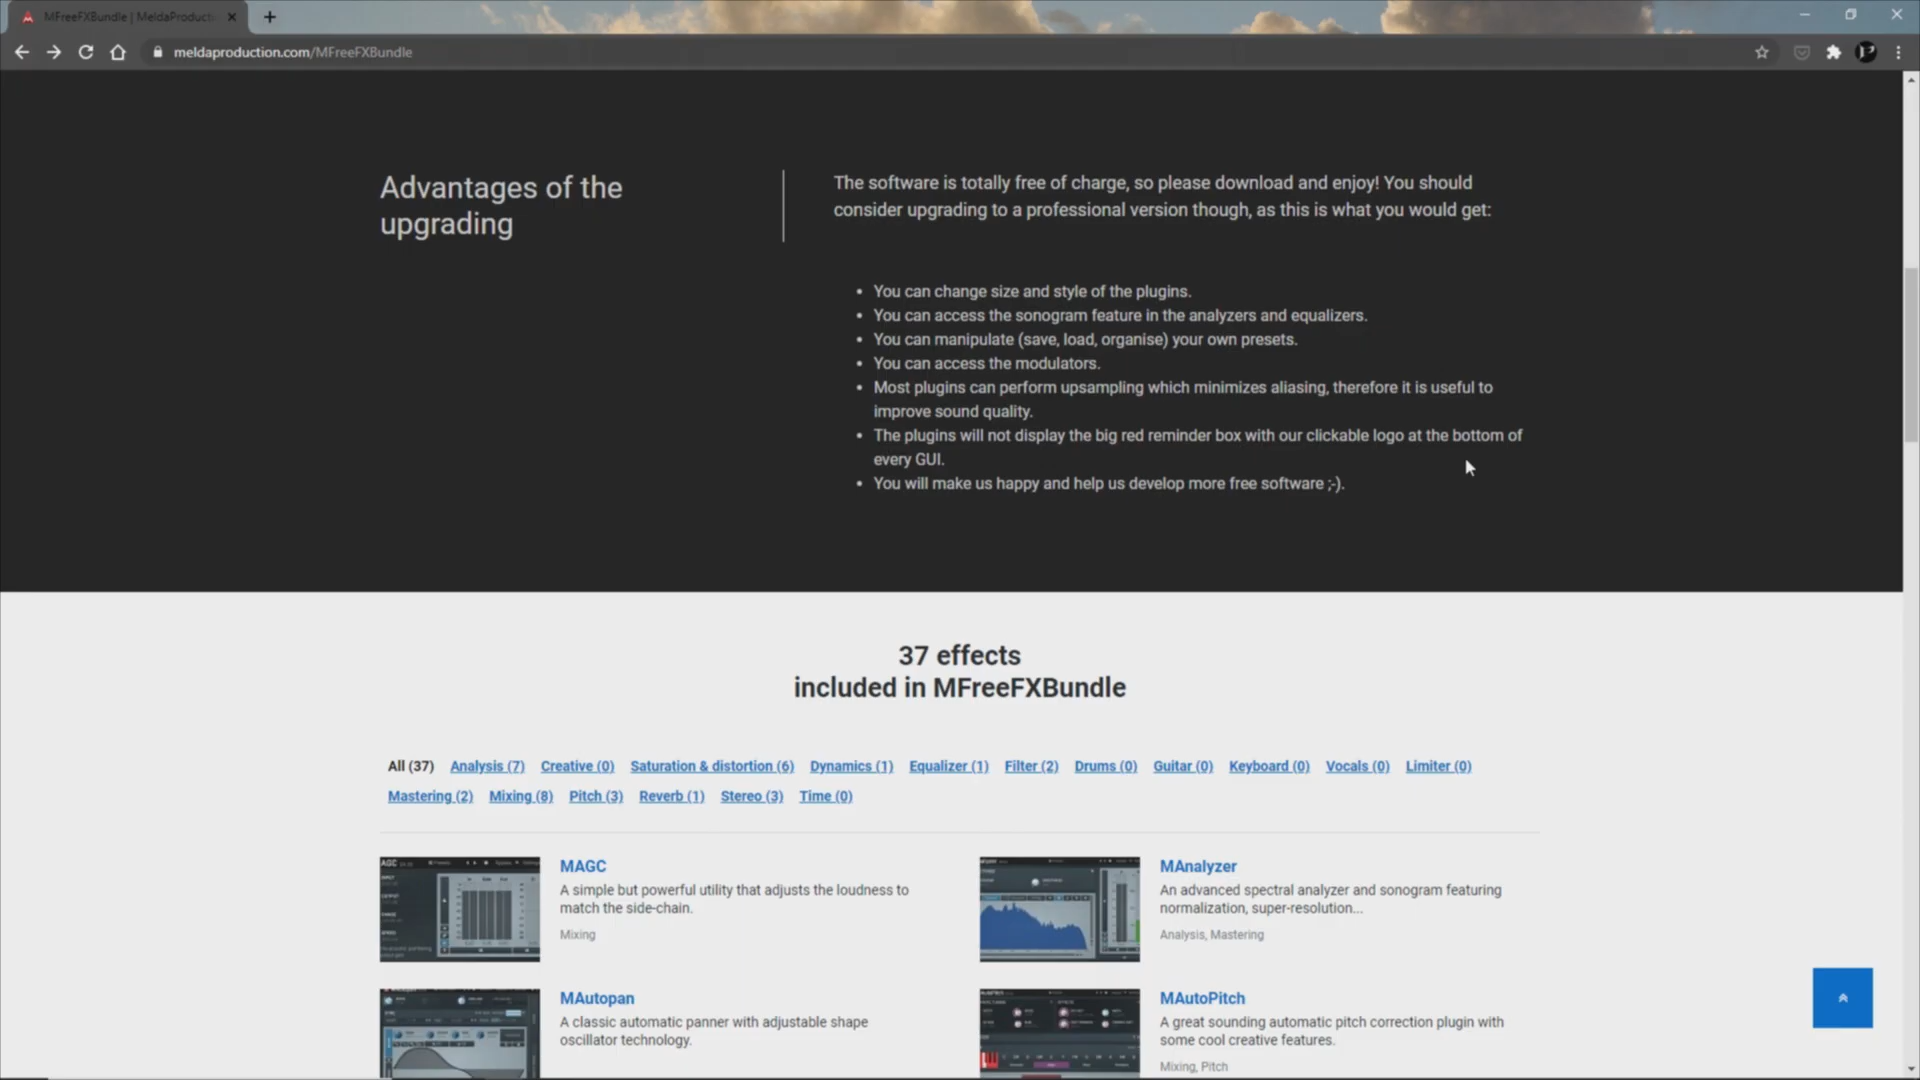 MFreeFXBundle | MeldaProducti
meldaproduction.com/MFreeFXBundle
Advantages of the
upgrading
The software is totally free of charge, so please download and enjoy! You should
consider upgrading to a professional version though, as this is what you would get:
• You can change size and style of the plugins.
• You can access the sonogram feature in the analyzers and equalizers.
• You can manipulate (save, load, organise) your own presets.
• You can access the modulators.
• Most plugins can perform upsampling which minimizes aliasing, therefore it is useful to
improve sound quality.
• The plugins will not display the big red reminder box with our clickable logo at the bottom of
every GUI.
• You will make us happy and help us develop more free software ;-).
37 effects
included in MFreeFXBundle
All (37) Analysis (7) Creative (0) Saturation & distortion (6) Dynamics (1) Equalizer (1) Filter (2) Drums (0) Guitar (0) Keyboard (0) Vocals (0) Limiter (0)
Mastering (2) Mixing (8) Pitch (3) Reverb (1) Stereo (3) Time (0)
MAGC
A simple but powerful utility that adjusts the loudness to
match the side-chain.
Mixing
MAnalyzer
An advanced spectral analyzer and sonogram featuring
normalization, super-resolution...
Analysis, Mastering
MAutopan
A classic automatic panner with adjustable shape
oscillator technology.
MAutoPitch
A great sounding automatic pitch correction plugin with
some cool creative features.
Mixing, Pitch